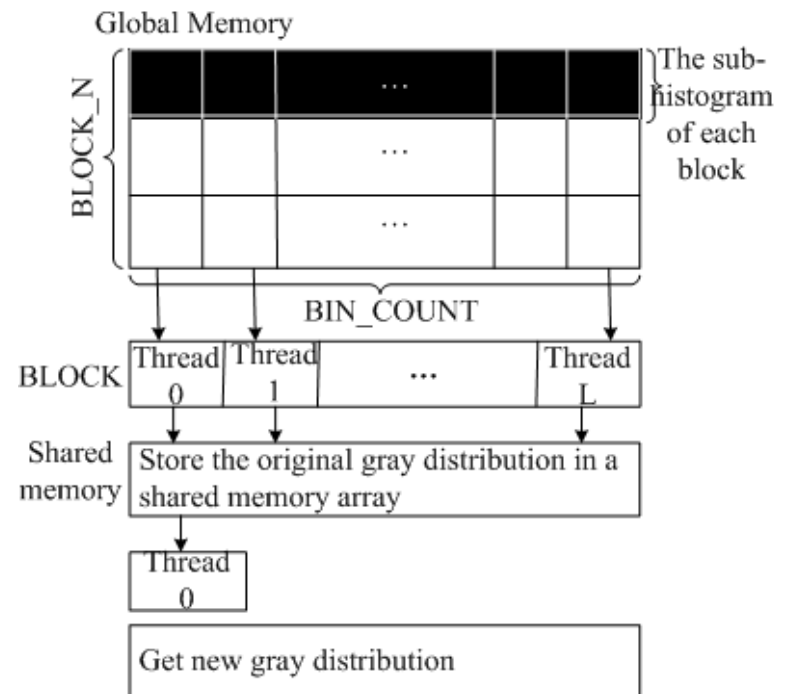 Global Memory
BLOCK_N
...
...
...
The sub-
histogram
of each
block
BIN_COUNT
BLOCK
Thread
0
Thread
1
...
Thread
L
Shared
memory
Store the original gray distribution in a
shared memory array
Thread
0
Get new gray distribution